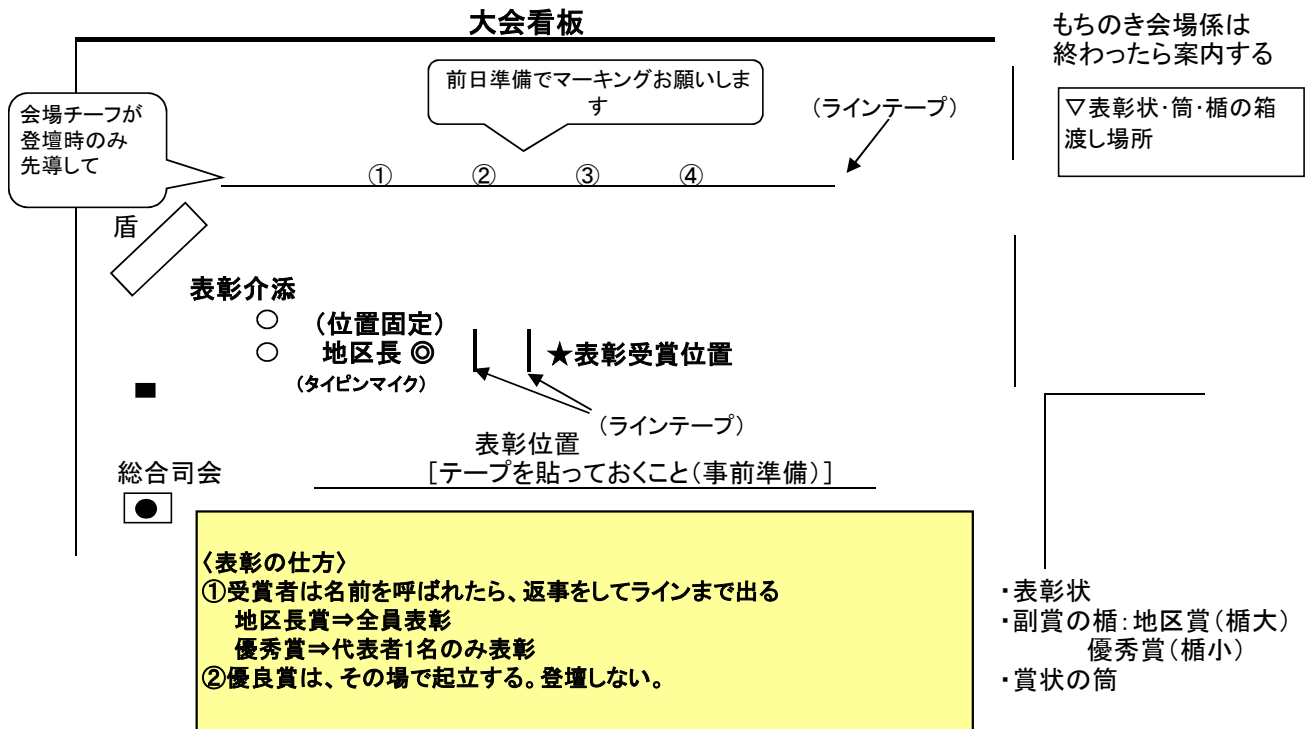 大会看板
もちのき会場係は
終わったら案内する
前日準備でマーキングお願いしま
す
(ラインテープ)
会場チーフが
登壇時のみ
先導して
▽表彰状・筒・楯の箱
渡し場所
① ② ③ ④
盾
表彰介添
○ (位置固定)
○ 地区長 ◎ ★表彰受賞位置
(タイピンマイク)
■
(ラインテープ)
表彰位置
総合司会 [テープを貼っておくこと(事前準備)]
●
〈表彰の仕方〉
①受賞者は名前を呼ばれたら、返事をしてラインまで出る
地区長賞⇒全員表彰
優秀賞⇒代表者1名のみ表彰
②優良賞は、その場で起立する。登壇しない。
・表彰状
・副賞の楯:地区賞(楯大)
優秀賞(楯小)
・賞状の筒